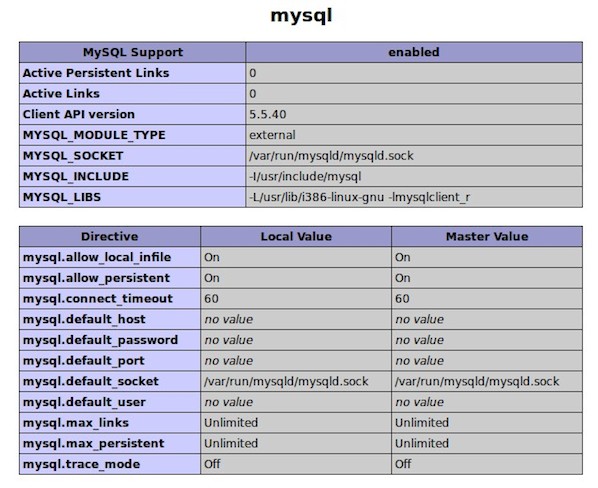 mysql
MySQL Support enabled
Active Persistent Links 0
Active Links 0
Client API version 5.5.40
MYSQL_MODULE_TYPE external
MYSQL_SOCKET /var/run/mysqld/mysqld.sock
MYSQL_INCLUDE -I/usr/include/mysql
MYSQL_LIBS -L/usr/lib/i386-linux-gnu -lmysqlclient_r
Directive Local Value Master Value
mysql.allow_local_infile On On
mysql.allow_persistent On On
mysql.connect_timeout 60 60
mysql.default_host no value no value
mysql.default_password no value no value
mysql.default_port no value no value
mysql.default_socket /var/run/mysqld/mysqld.sock /var/run/mysqld/mysqld.sock
mysql.default_user no value no value
mysql.max_links Unlimited Unlimited
mysql.max_persistent Unlimited Unlimited
mysql.trace_mode Off Off